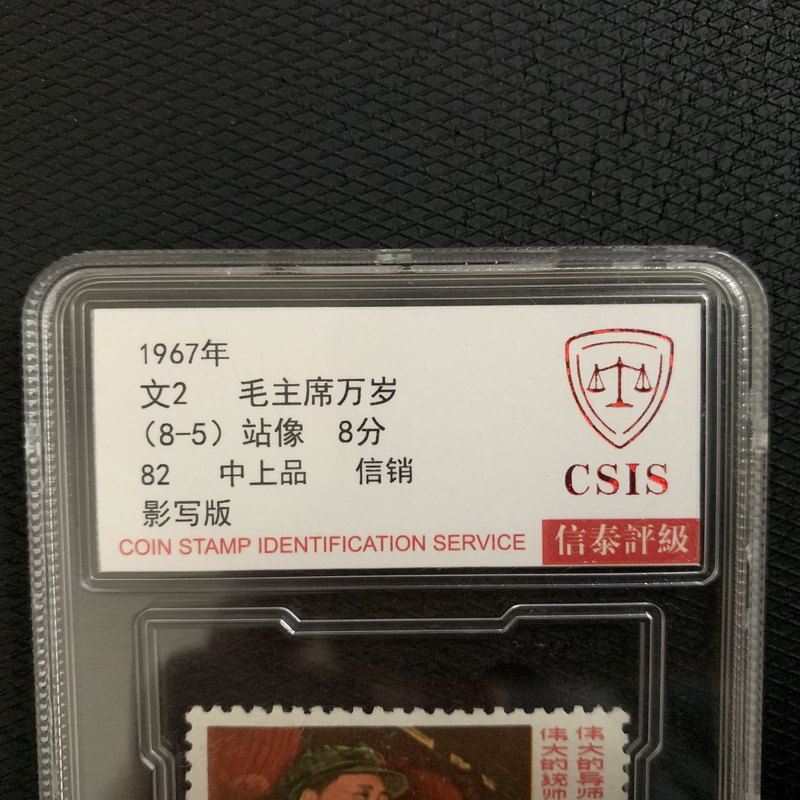 1967年
文2 毛主席万岁
（8-5）站像 8分
82 中上品 信销
影写版
CSIS
COIN STAMP IDENTIFICATION SERVICE
信泰評級
伟大的导师
伟大的统帅